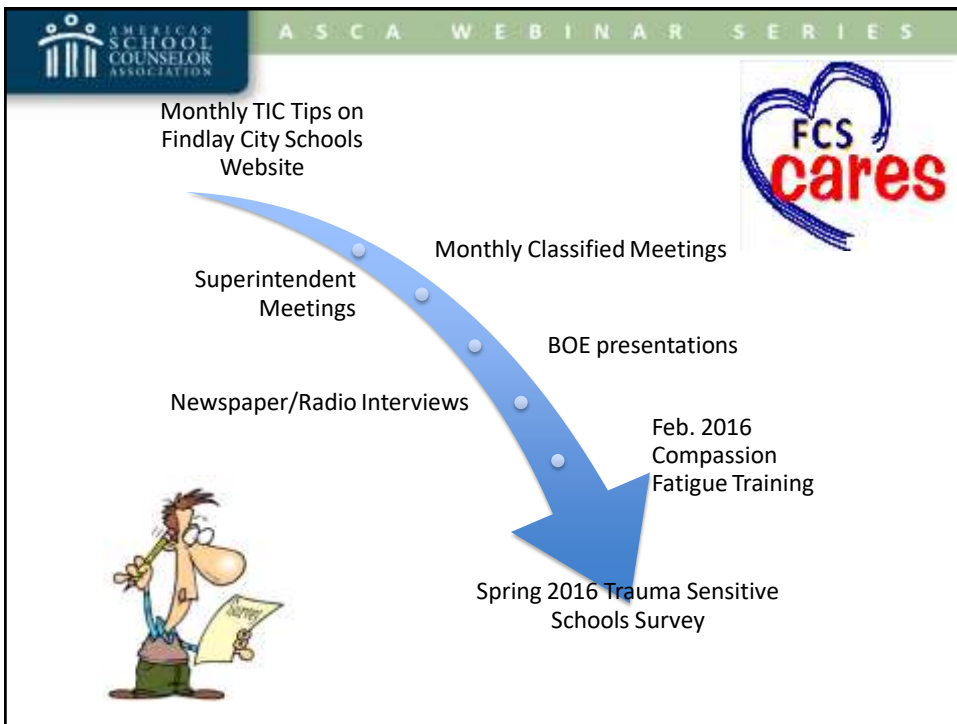 AMERICAN
SCHOOL
COUNSELOR
ASSOCIATION
ASCA WEBINAR SERIES
Monthly TIC Tips on
Findlay City Schools
Website
FCS
cares
Monthly Classified Meetings
Superintendent
Meetings
BOE presentations
Newspaper/Radio Interviews
Feb. 2016
Compassion
Fatigue Training
Survey
Spring 2016 Trauma Sensitive
Schools Survey